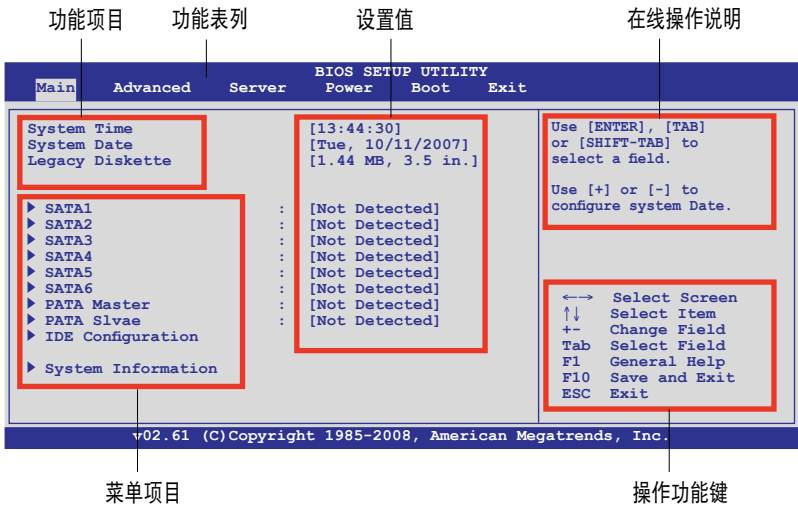 功能项目 功能表列 设置值 在线操作说明
BIOS SETUP UTILITY
Main Advanced Server Power Boot Exit
System Time [13:44:30]
System Date [Tue, 10/11/2007]
Legacy Diskette [1.44 MB, 3.5 in.]
SATA1 : [Not Detected]
SATA2 : [Not Detected]
SATA3 : [Not Detected]
SATA4 : [Not Detected]
SATA5 : [Not Detected]
SATA6 : [Not Detected]
PATA Master : [Not Detected]
PATA Slvae : [Not Detected]
IDE Configuration
System Information
Use [ENTER], [TAB]
or [SHIFT-TAB] to
select a field.
Use [+] or [-] to
configure system Date.
←→ Select Screen
↑↓ Select Item
+- Change Field
Tab Select Field
F1 General Help
F10 Save and Exit
ESC Exit
v02.61 (C)Copyright 1985-2008, American Megatrends, Inc.
菜单项目 操作功能键